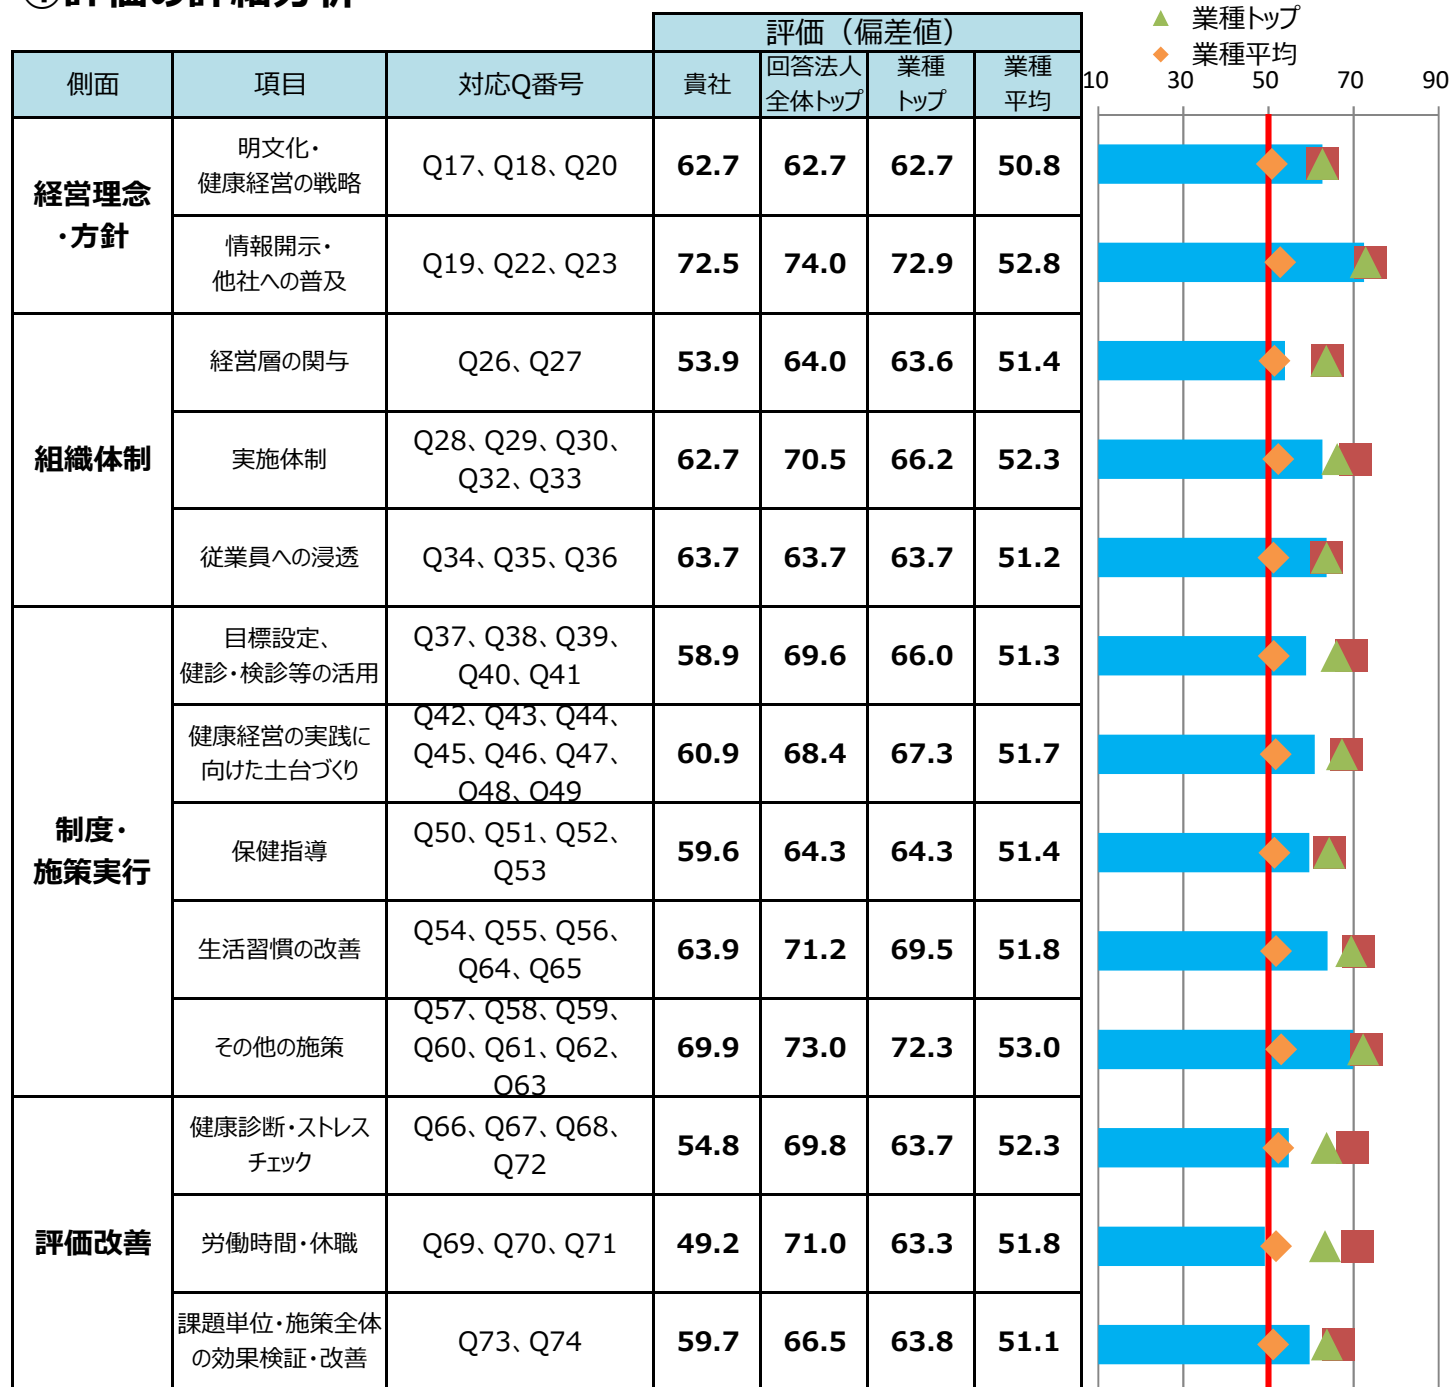 ①評価の詳細分析
業種トップ
業種平均
評価（偏差値）
側面 項目 対応Q番号 貴社 回答法人全体トップ 業種トップ 業種平均
10 30 50 70 90
経営理念・方針
明文化・
健康経営の戦略
Q17、Q18、Q20
62.7 62.7 62.7 50.8
情報開示・
他社への普及
Q19、Q22、Q23
72.5 74.0 72.9 52.8
組織体制
経営層の関与
Q26、Q27
53.9 64.0 63.6 51.4
実施体制
Q28、Q29、Q30、
Q32、Q33
62.7 70.5 66.2 52.3
従業員への浸透
Q34、Q35、Q36
63.7 63.7 63.7 51.2
制度・
施策実行
目標設定、
健診・検診等の活用
Q37、Q38、Q39、
Q40、Q41
58.9 69.6 66.0 51.3
健康経営の実践に
向けた土台づくり
Q42、Q43、Q44、
Q45、Q46、Q47、
Q48、Q49
60.9 68.4 67.3 51.7
保健指導
Q50、Q51、Q52、
Q53
59.6 64.3 64.3 51.4
生活習慣の改善
Q54、Q55、Q56、
Q64、Q65
63.9 71.2 69.5 51.8
その他の施策
Q57、Q58、Q59、
Q60、Q61、Q62、
Q63
69.9 73.0 72.3 53.0
評価改善
健康診断・ストレス
チェック
Q66、Q67、Q68、
Q72
54.8 69.8 63.7 52.3
労働時間・休職
Q69、Q70、Q71
49.2 71.0 63.3 51.8
課題単位・施策全体
の効果検証・改善
Q73、Q74
59.7 66.5 63.8 51.1